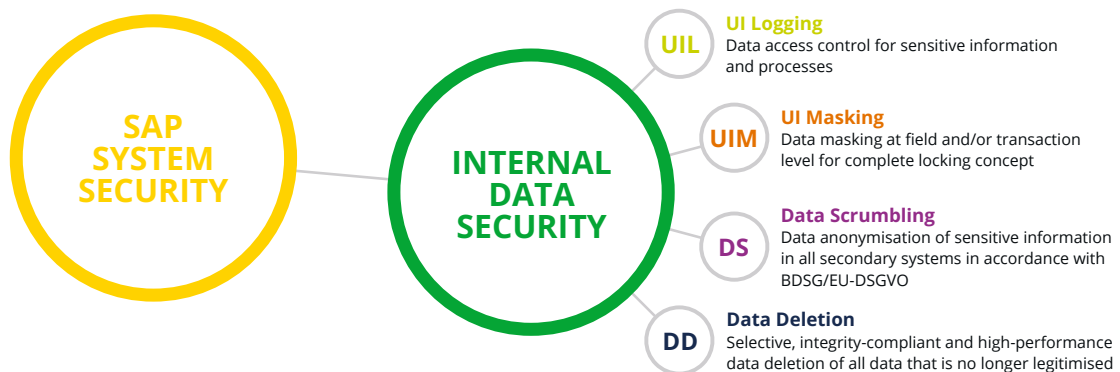 SAP
SYSTEM
SECURITY
INTERNAL
DATA
SECURITY
UIL
UI Logging
Data access control for sensitive information
and processes
UIM
UI Masking
Data masking at field and/or transaction
level for complete locking concept
DS
Data Scrumbling
Data anonymisation of sensitive information
in all secondary systems in accordance with
BDSG/EU-DSGVO
DD
Data Deletion
Selective, integrity-compliant and high-performance
data deletion of all data that is no longer legitimised